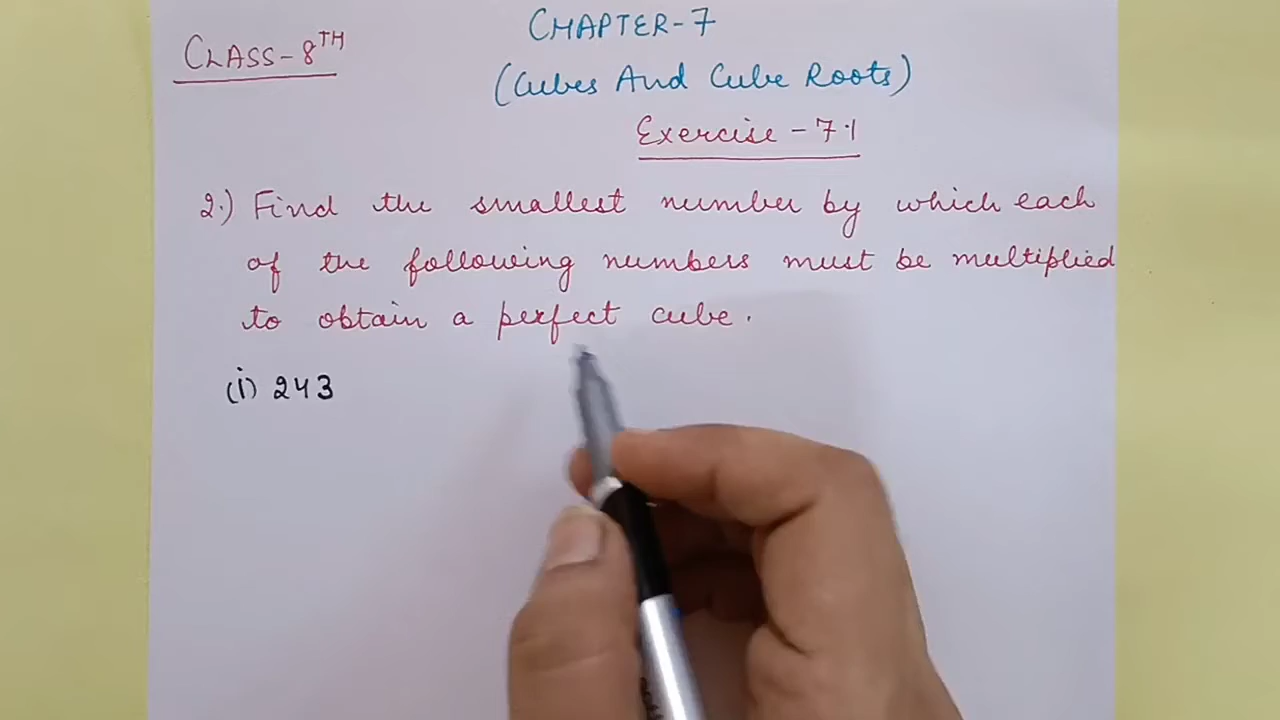 CLASS-8TH
CHAPTER-7
(Cubes And Cube Roots)
Exercise - 7.1
2.) Find the smallest number by which each
of the following numbers must be multiplied
to obtain a perfect cube.
(i) 243